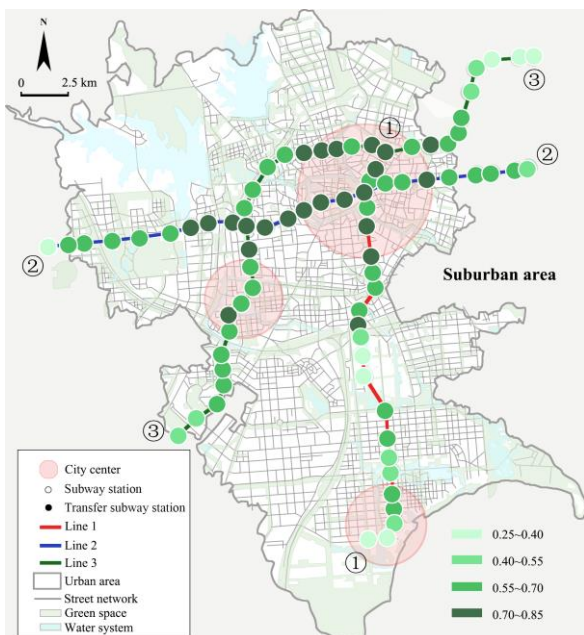 N
0 2.5 km
③
①
②
②
Suburban area
③
①
City center
Subway station
Transfer subway station
Line 1
Line 2
Line 3
Urban area
Street network
Green space
Water system
0.25~0.40
0.40~0.55
0.55~0.70
0.70~0.85